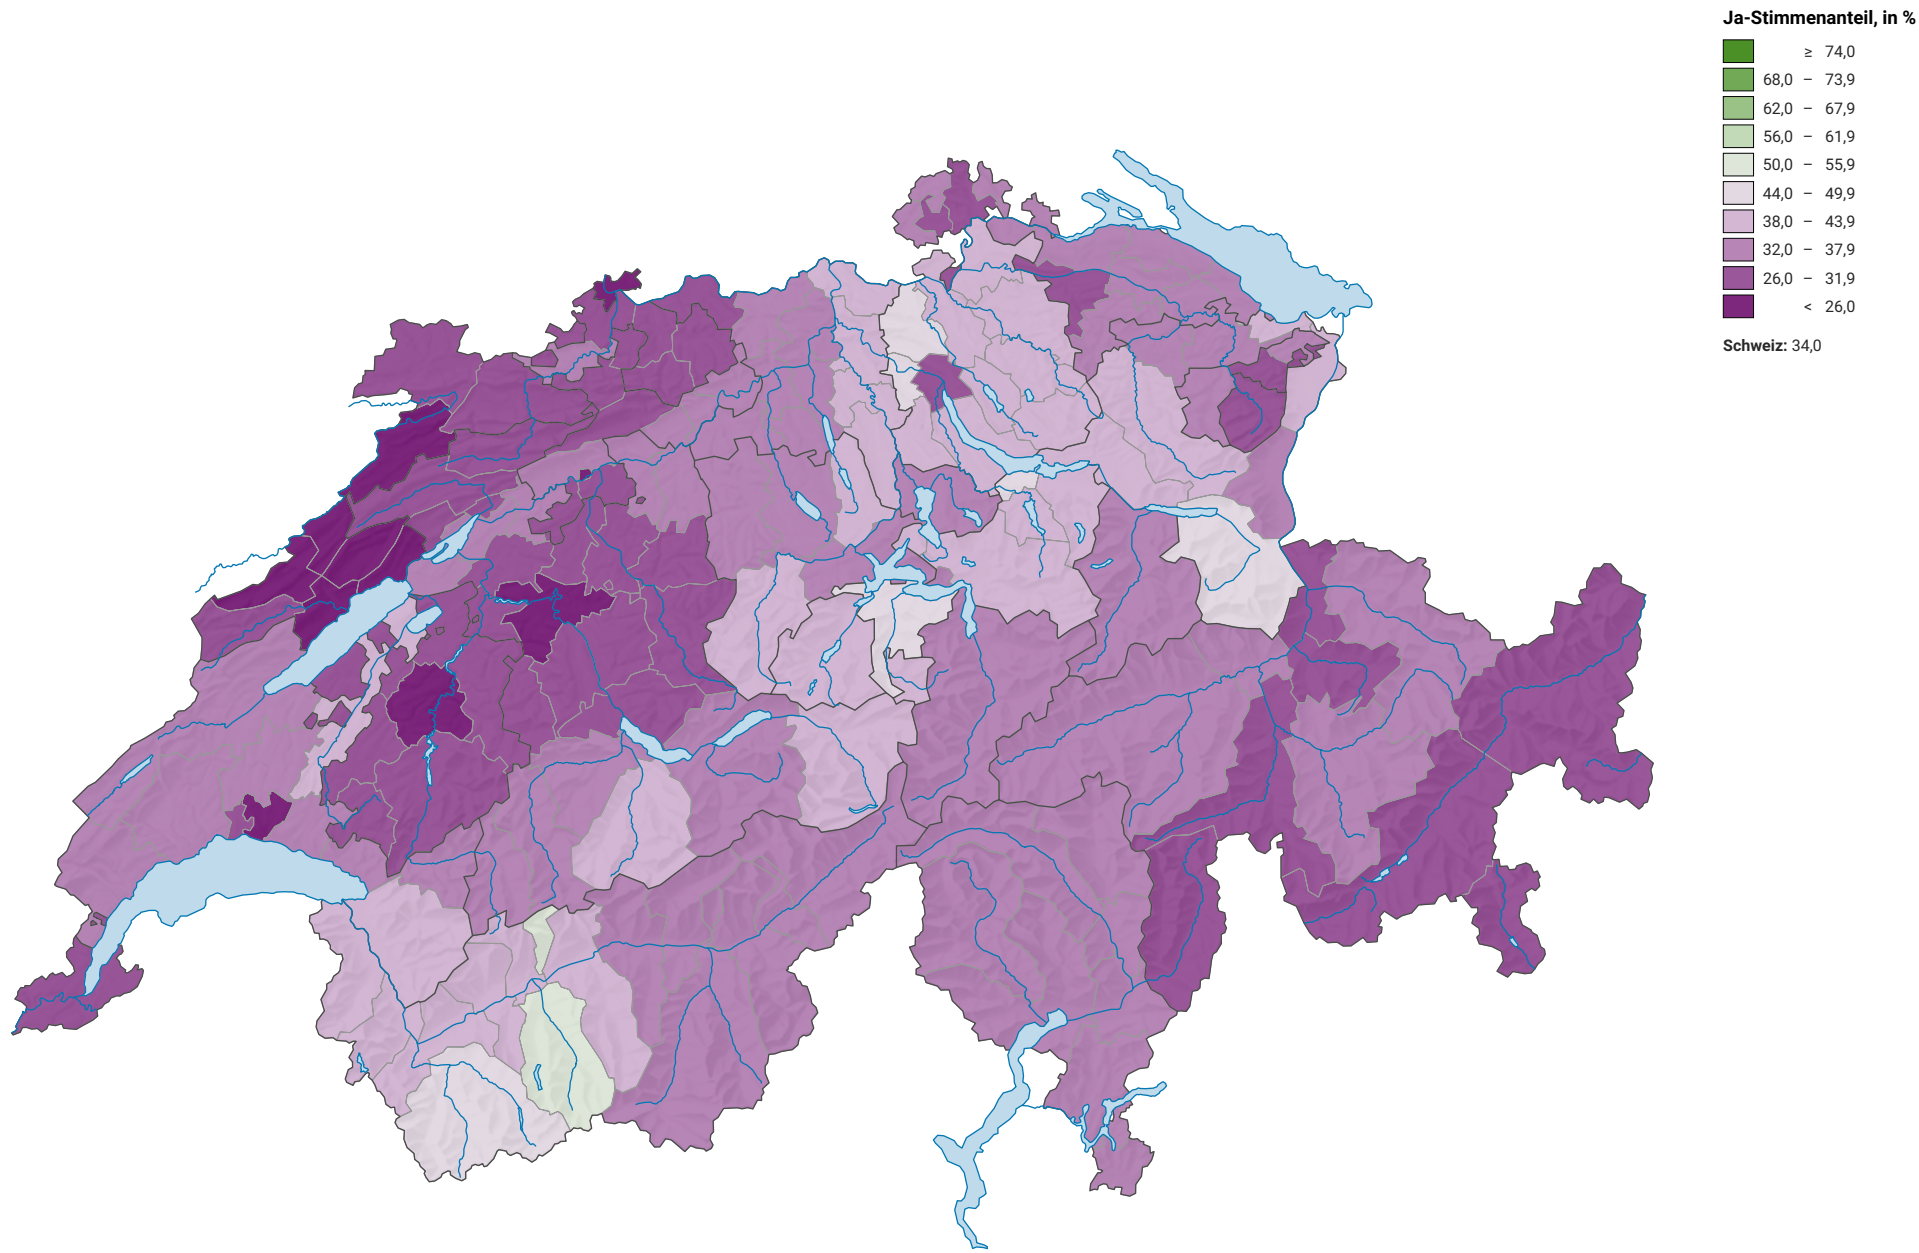 Ja-Stimmenanteil, in %
≥ 74,0
68,0 – 73,9
62,0 – 67,9
56,0 – 61,9
50,0 – 55,9
44,0 – 49,9
38,0 – 43,9
32,0 – 37,9
26,0 – 31,9
< 26,0
Schweiz: 34,0